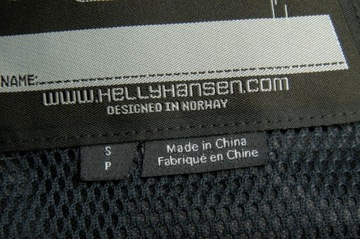 NAME:
www.HELLYHANSEN.COM
DESIGNED IN NORWAY
S
P
Made in China
Fabriqué en Chine